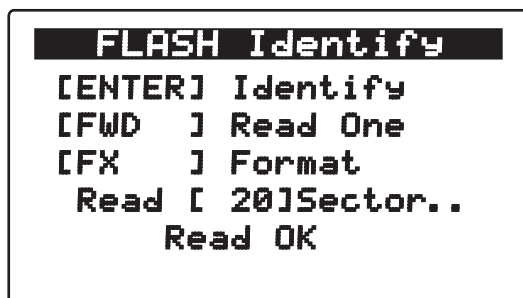 FLASH Identify
[ENTER] Identify
[FWD  ] Read One
[FX   ] Format
Read [ 20]Sector..
Read OK